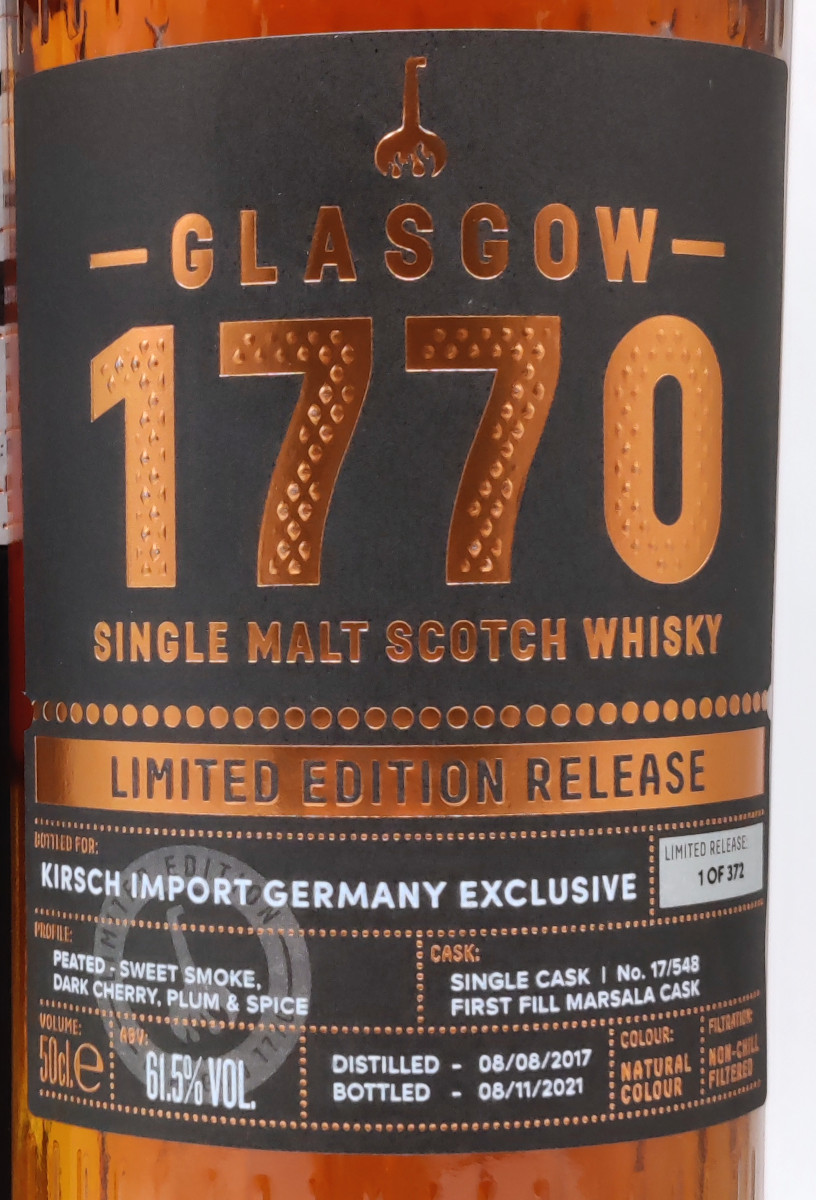 GLASGOW
1770
SINGLE MALT SCOTCH WHISKY
LIMITED EDITION RELEASE
BOTTLED FOR:
KIRSCH IMPORT GERMANY EXCLUSIVE
LIMITED RELEASE:
1 OF 372
LIMITED EDITION
PROFILE:
PEATED - SWEET SMOKE,
DARK CHERRY, PLUM & SPICE
CASK:
SINGLE CASK | No. 17/548
FIRST FILL MARSALA CASK
VOLUME:
50cl.e
ABV:
61.5% VOL.
DISTILLED - 08/08/2017
BOTTLED - 08/11/2021
COLOUR:
NATURAL
COLOUR
FILTRATION:
NON-CHILL
FILTERED